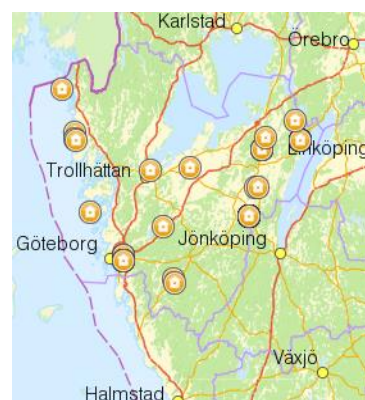 Karlstad
Örebro
Linköping
Trollhättan
Jönköping
Göteborg
Växjö
Halmstad